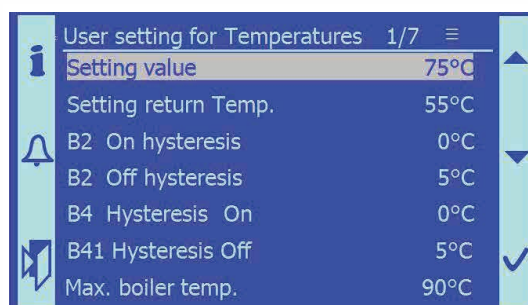 User setting for Temperatures 1/7
Setting value 75°C
Setting return Temp. 55°C
B2 On hysteresis 0°C
B2 Off hysteresis 5°C
B4 Hysteresis On 0°C
B41 Hysteresis Off 5°C
Max. boiler temp. 90°C